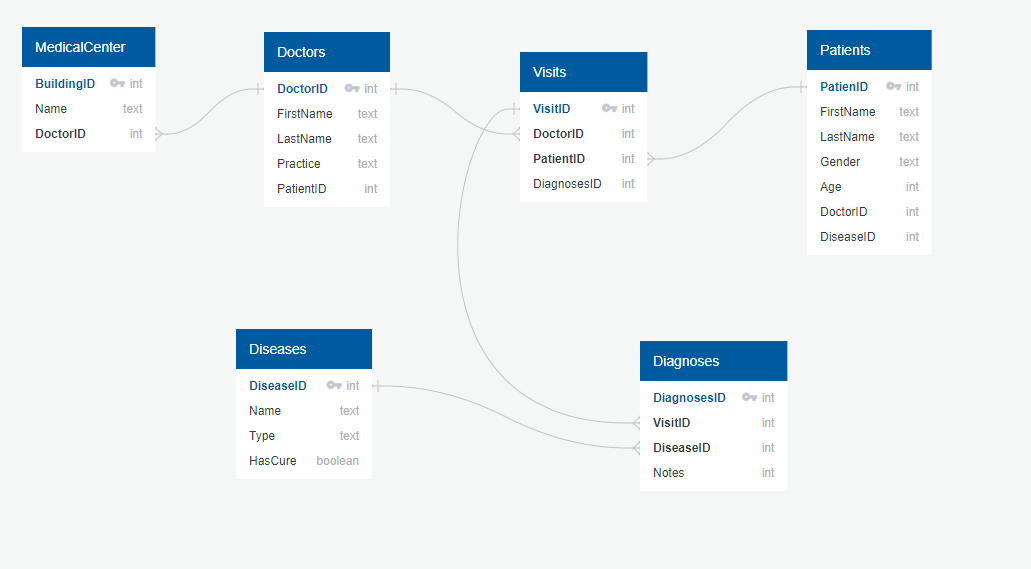 MedicalCenter
BuildingID int
Name text
DoctorID int
Doctors
DoctorID int
FirstName text
LastName text
Practice text
PatientID int
Visits
VisitID int
DoctorID int
PatientID int
DiagnosesID int
Patients
PatienID int
FirstName text
LastName text
Gender text
Age int
DoctorID int
DiseaseID int
Diseases
DiseaseID int
Name text
Type text
HasCure boolean
Diagnoses
DiagnosesID int
VisitID int
DiseaseID int
Notes int